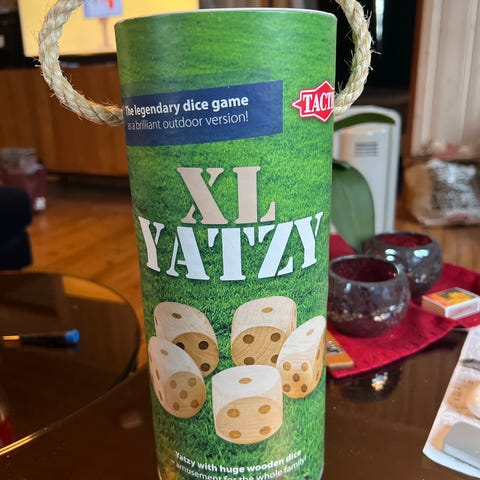 The legendary dice game
as a brilliant outdoor version!
TACTIC
XL
YATZY
Yatzy with huge wooden dice
- amusement for the whole family!